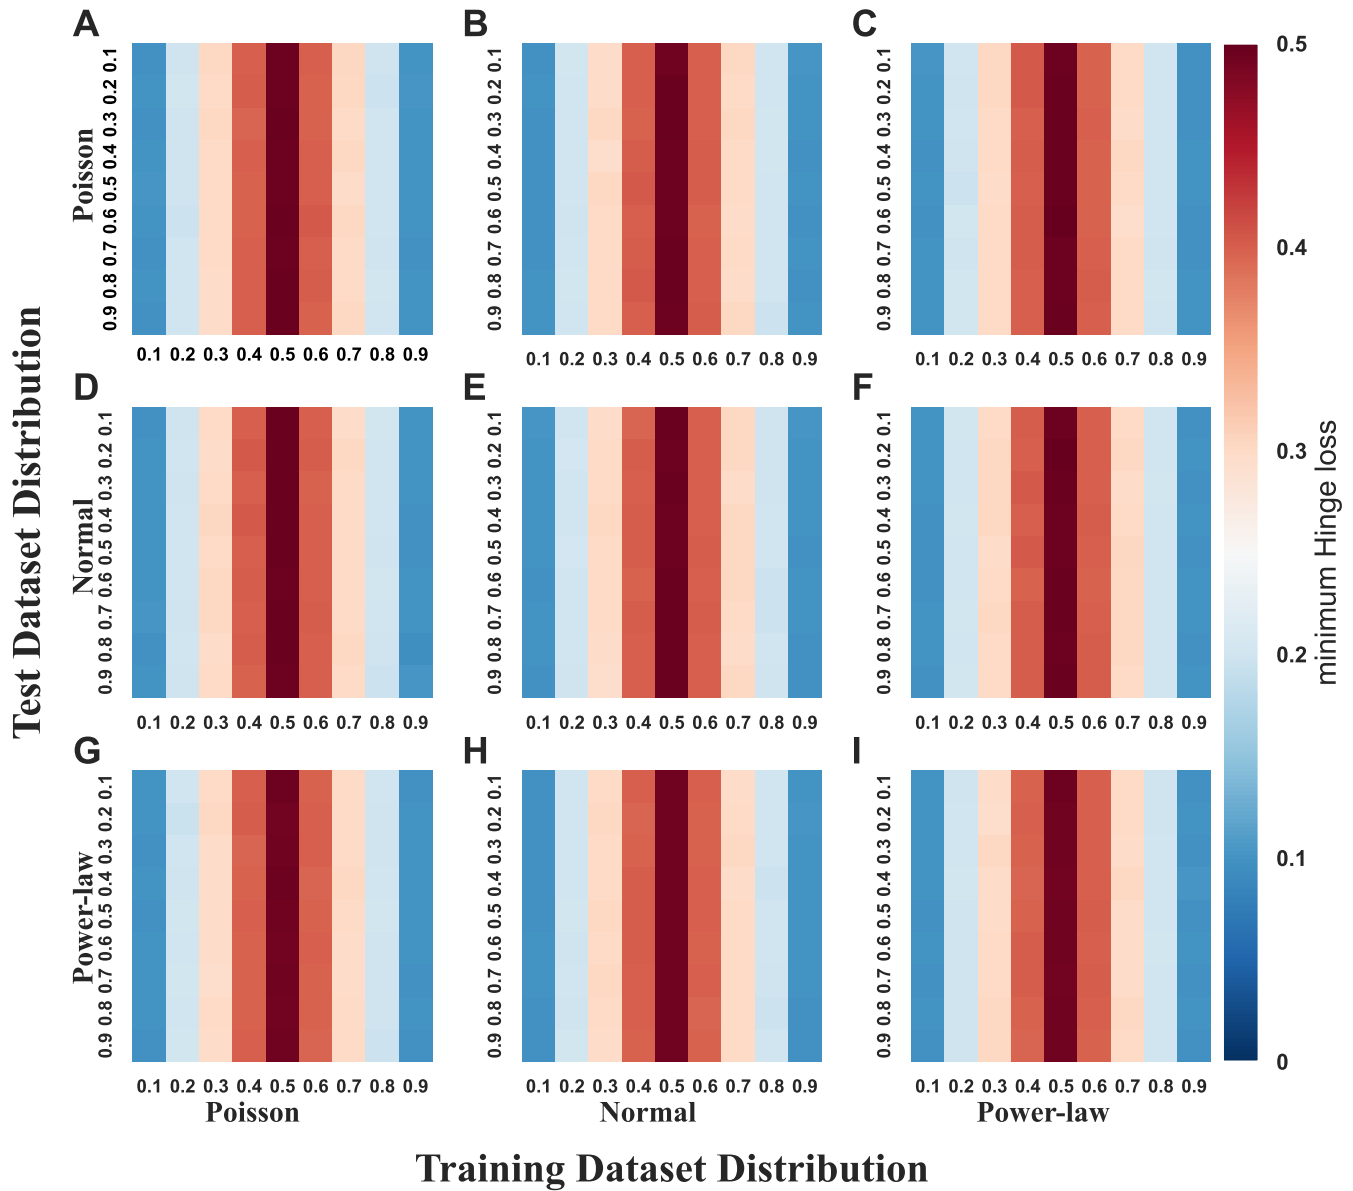 A
B
C
0.1 0.2 0.3 0.4 0.5 0.6 0.7 0.8 0.9
Poisson
0.1 0.2 0.3 0.4 0.5 0.6 0.7 0.8 0.9
0.1 0.2 0.3 0.4 0.5 0.6 0.7 0.8 0.9
0.1 0.2 0.3 0.4 0.5 0.6 0.7 0.8 0.9
0.1 0.2 0.3 0.4 0.5 0.6 0.7 0.8 0.9
0.1 0.2 0.3 0.4 0.5 0.6 0.7 0.8 0.9
D
E
F
0.1 0.2 0.3 0.4 0.5 0.6 0.7 0.8 0.9
Normal
0.1 0.2 0.3 0.4 0.5 0.6 0.7 0.8 0.9
0.1 0.2 0.3 0.4 0.5 0.6 0.7 0.8 0.9
0.1 0.2 0.3 0.4 0.5 0.6 0.7 0.8 0.9
0.1 0.2 0.3 0.4 0.5 0.6 0.7 0.8 0.9
0.1 0.2 0.3 0.4 0.5 0.6 0.7 0.8 0.9
G
H
I
0.1 0.2 0.3 0.4 0.5 0.6 0.7 0.8 0.9
Power-law
0.1 0.2 0.3 0.4 0.5 0.6 0.7 0.8 0.9
0.1 0.2 0.3 0.4 0.5 0.6 0.7 0.8 0.9
0.1 0.2 0.3 0.4 0.5 0.6 0.7 0.8 0.9
0.1 0.2 0.3 0.4 0.5 0.6 0.7 0.8 0.9
0.1 0.2 0.3 0.4 0.5 0.6 0.7 0.8 0.9
Poisson
Normal
Power-law
Training Dataset Distribution
Test Dataset Distribution
0.5
0.4
0.3
0.2
0.1
0
minimum Hinge loss